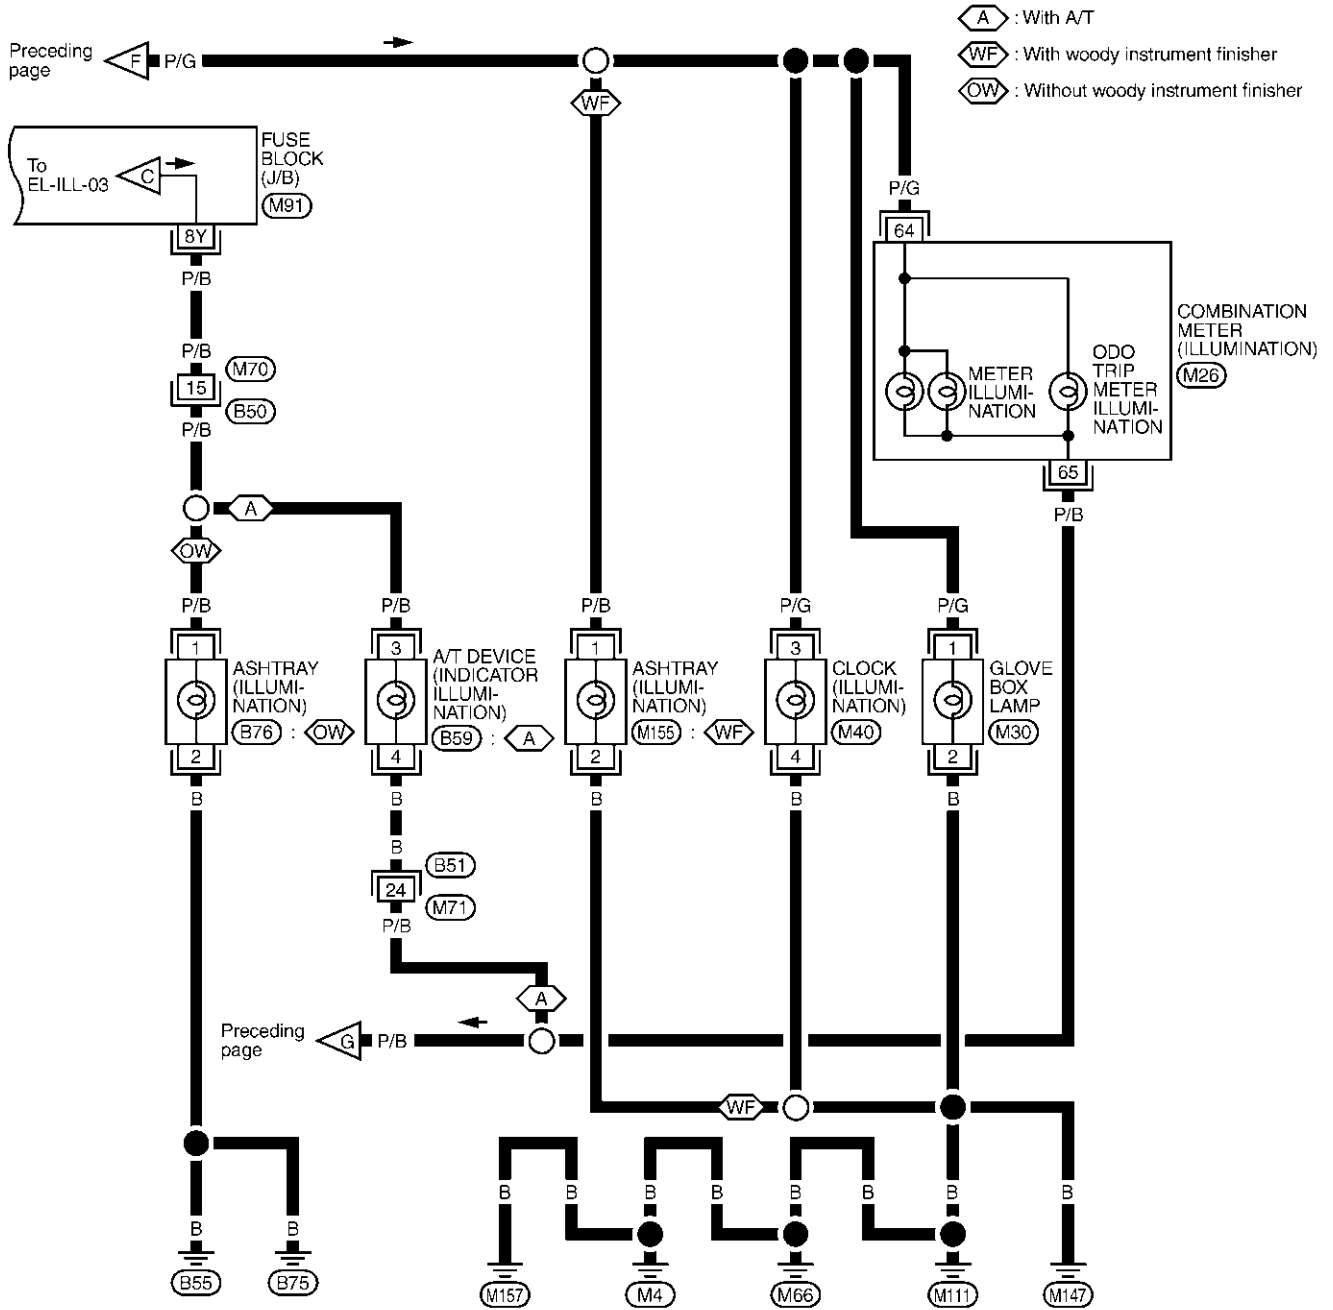 A : With A/T
WF : With woody instrument finisher
OW : Without woody instrument finisher
Preceding
page
F P/G
WF
To
EL-ILL-03
C
FUSE
BLOCK
(J/B)
M91
8Y
P/B
P/G
64
P/B
15
M70
B50
P/B
METER
ILLUMI-
NATION
ODO
TRIP
METER
ILLUMI-
NATION
COMBINATION
METER
(ILLUMINATION)
M26
65
P/B
A
OW
P/B P/B P/B P/G P/G
1 3 1 3 1
ASHTRAY
(ILLUMI-
NATION)
B76 : OW
A/T DEVICE
(INDICATOR
ILLUMI-
NATION)
B59 : A
ASHTRAY
(ILLUMI-
NATION)
M155 : WF
CLOCK
(ILLUMI-
NATION)
M40
GLOVE
BOX
LAMP
M30
2 4 2 4 2
B B B B B
B
24
B51
M71
P/B
A
Preceding
page
G P/B
WF
B B B B B B B B
B B
B55 B75 M157 M4 M66 M111 M147